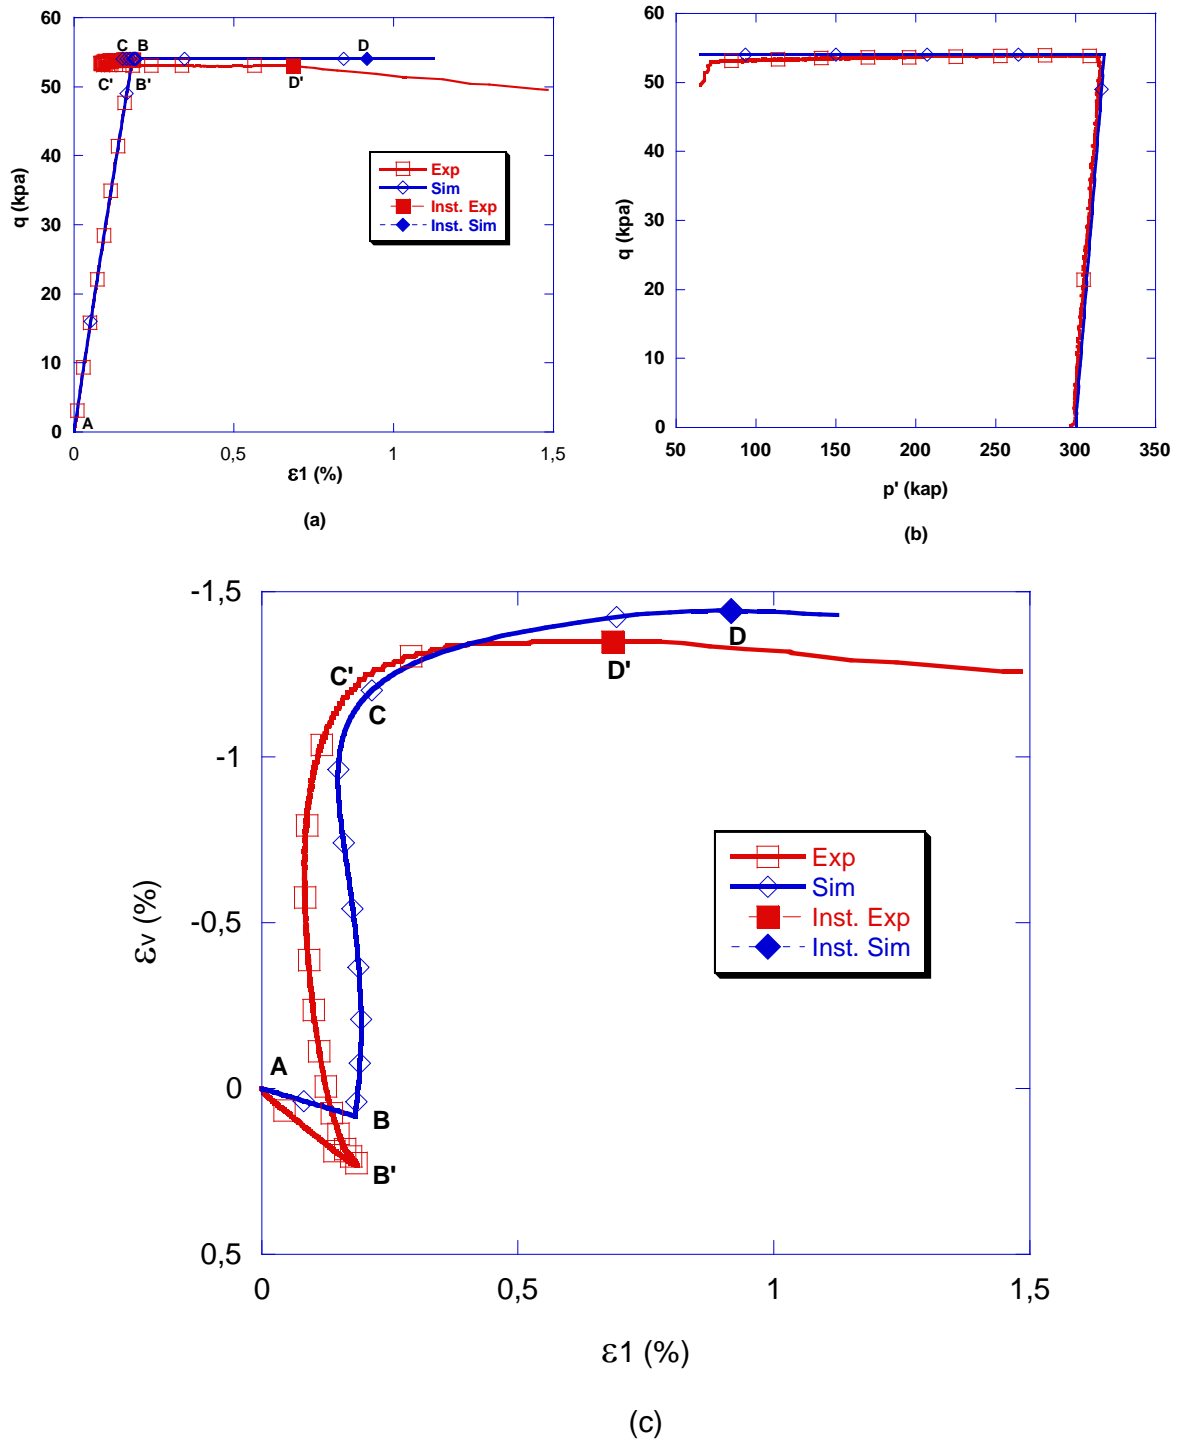 60
50
40
30
20
10
0
q (kpa)
C
B
D
C'
B'
D'
A
Exp
Sim
Inst. Exp
Inst. Sim
0
0,5
1
1,5
ε1 (%)
(a)
60
50
40
30
20
10
0
q (kpa)
50
100
150
200
250
300
350
p' (kap)
(b)
-1,5
-1
-0,5
0
0,5
εv (%)
C'
C
D'
D
A
B
B'
Exp
Sim
Inst. Exp
Inst. Sim
0
0,5
1
1,5
ε1 (%)
(c)